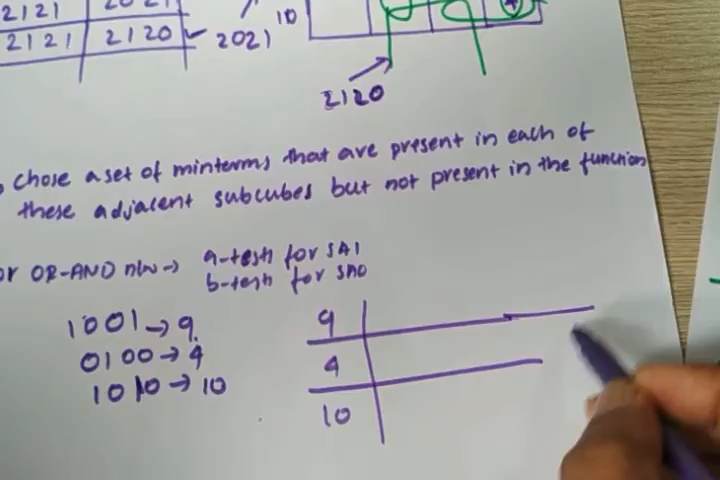 2121
2121 2120 2021
10
2120
chose a set of minterms that are present in each of
these adjacent subcubes but not present in the function
or OR-AND n/w → a-tests for SA1
b-tests for SA0
1001 → 9
0100 → 4
1010 → 10
9
4
10